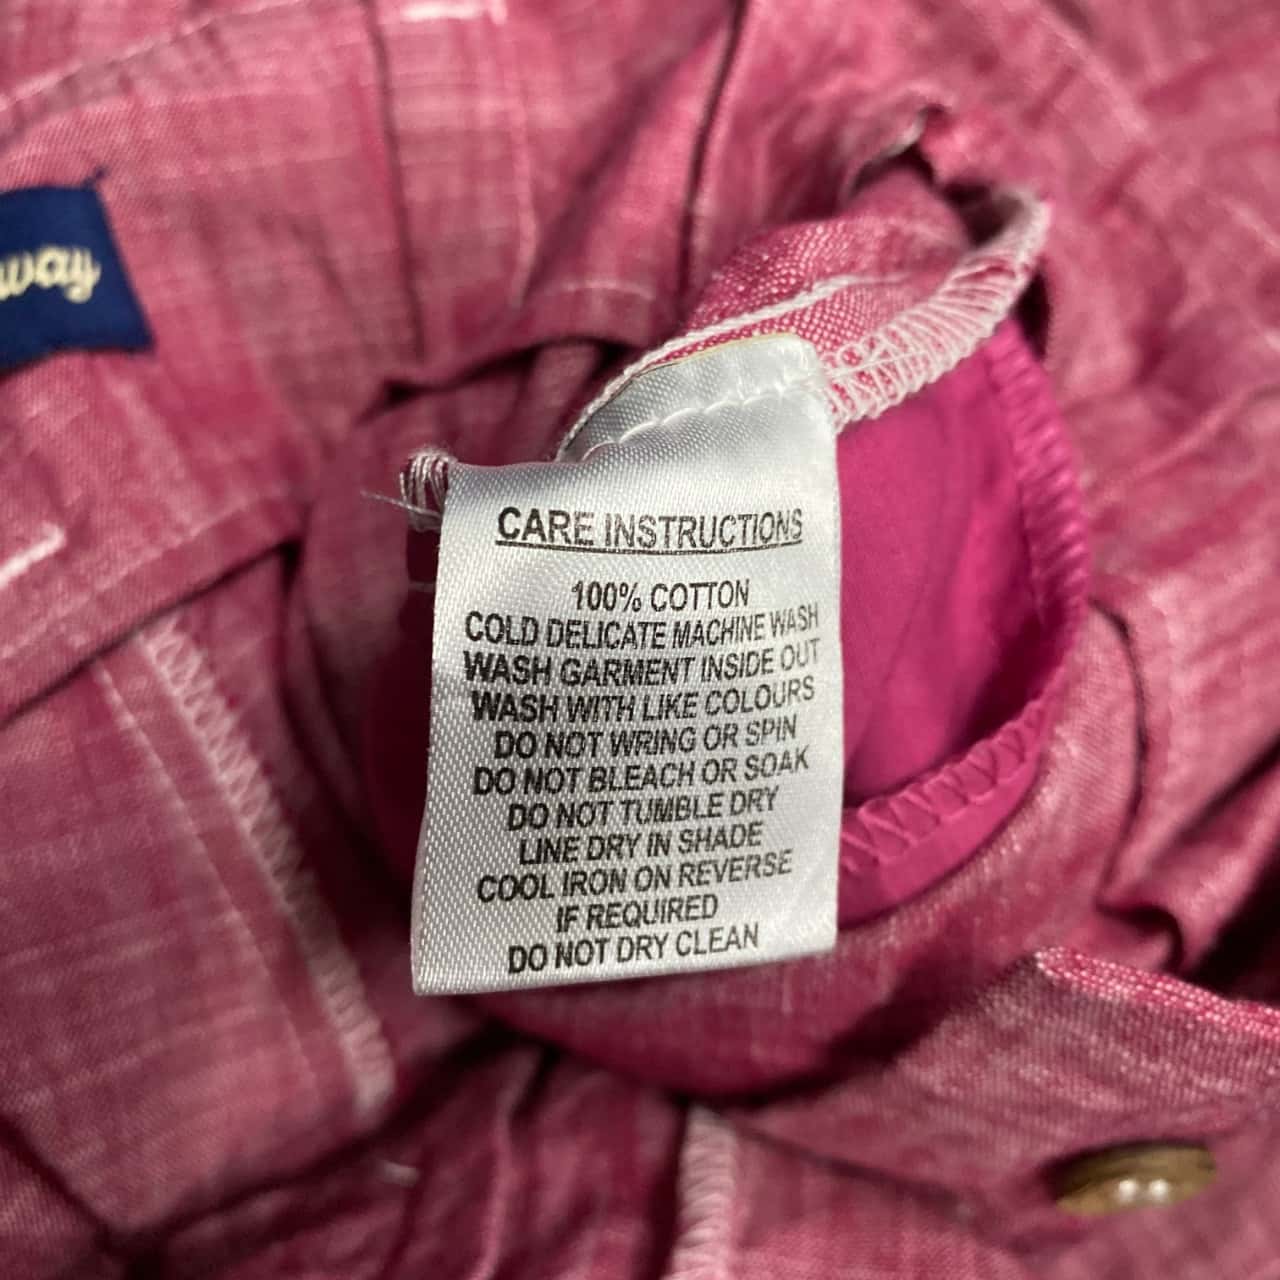 way
CARE INSTRUCTIONS
100% COTTON
COLD DELICATE MACHINE WASH
WASH GARMENT INSIDE OUT
WASH WITH LIKE COLOURS
DO NOT WRING OR SPIN
DO NOT BLEACH OR SOAK
DO NOT TUMBLE DRY
LINE DRY IN SHADE
COOL IRON ON REVERSE
IF REQUIRED
DO NOT DRY CLEAN